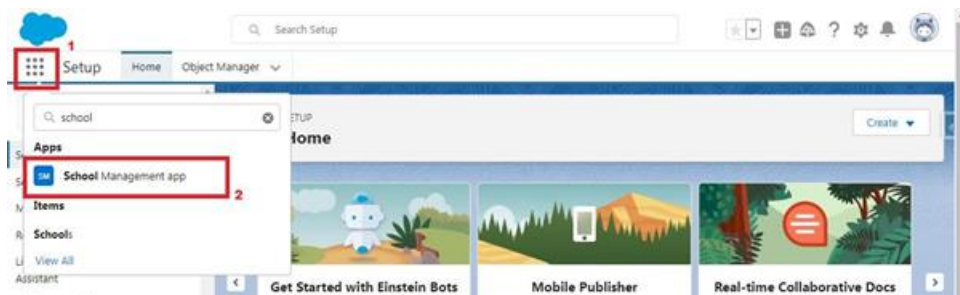 Search Setup
1
Setup Home Object Manager
school
SETUP
Home
Create
Apps
SM School Management app
2
Items
Schools
View All
Assistant
Get Started with Einstein Bots Mobile Publisher Real-time Collaborative Docs